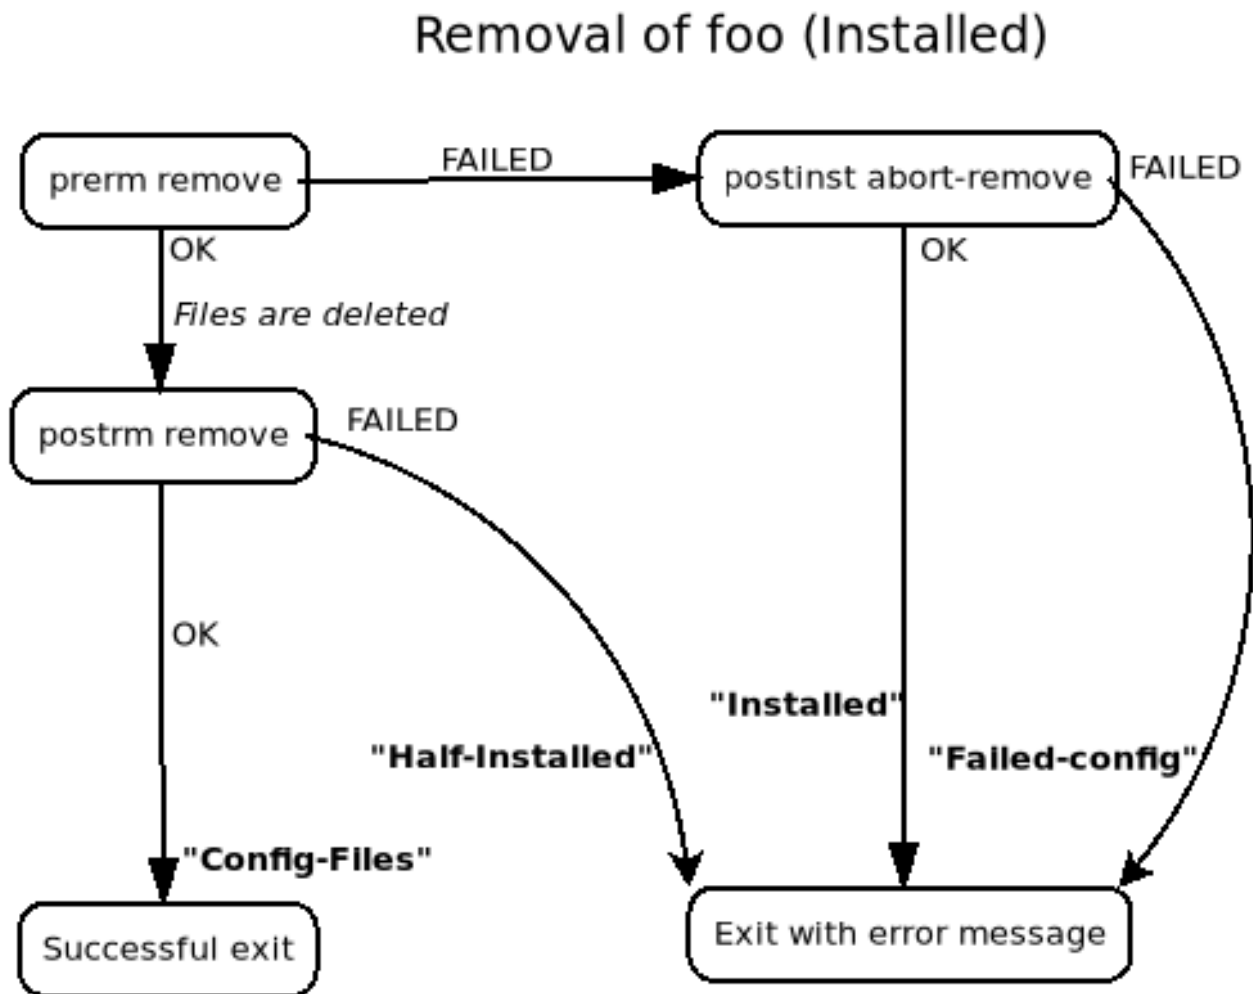 Removal of foo (Installed)
prerm remove
FAILED
postinst abort-remove
FAILED
OK
OK
Files are deleted
postrm remove
FAILED
OK
"Installed"
"Half-Installed"
"Failed-config"
"Config-Files"
Successful exit
Exit with error message